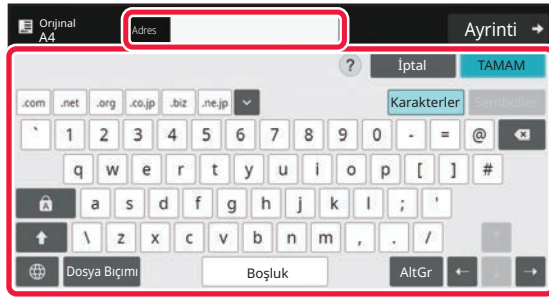 Orijinal
A4
Adres
Ayrinti
? İptal TAMAM
.com .net .org .co.jp .biz .ne.jp Karakterler Semboller
` 1 2 3 4 5 6 7 8 9 0 - = @
q w e r t y u i o p [ ] #
A a s d f g h j k l ; '
\ z x c v b n m , . /
Dosya Bıçımı Boşluk AltGr